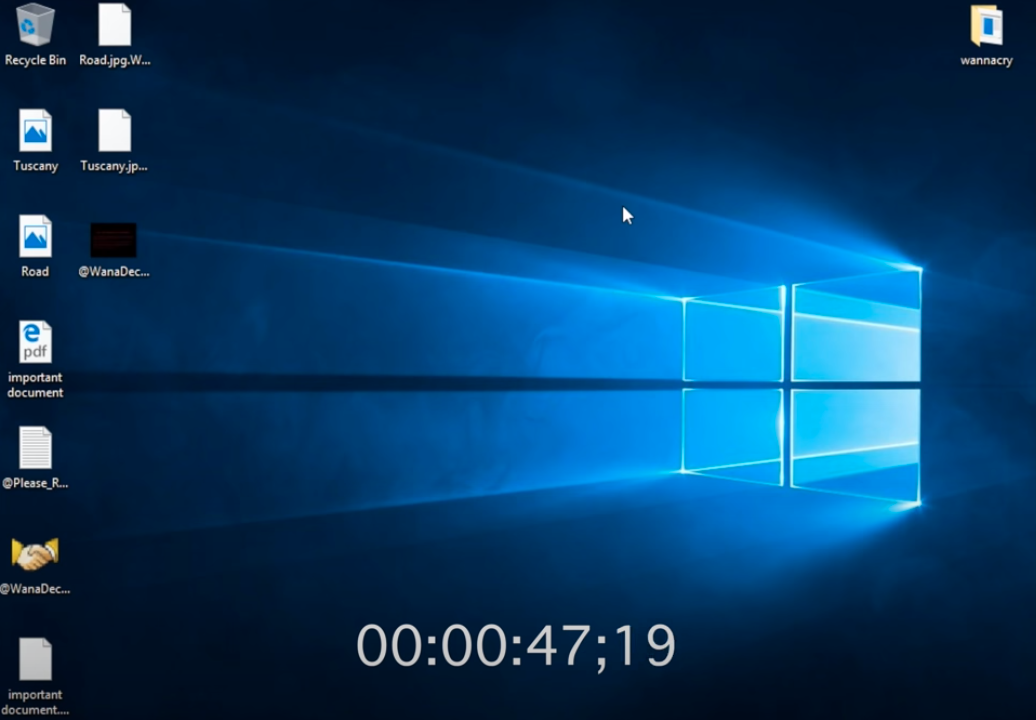 Recycle Bin
Road.jpg.W...
wannacry
Tuscany
Tuscany.jp...
Road
@WanaDec...
pdf
important
document
@Please_R...
@WanaDec...
important
document....
00:00:47;19